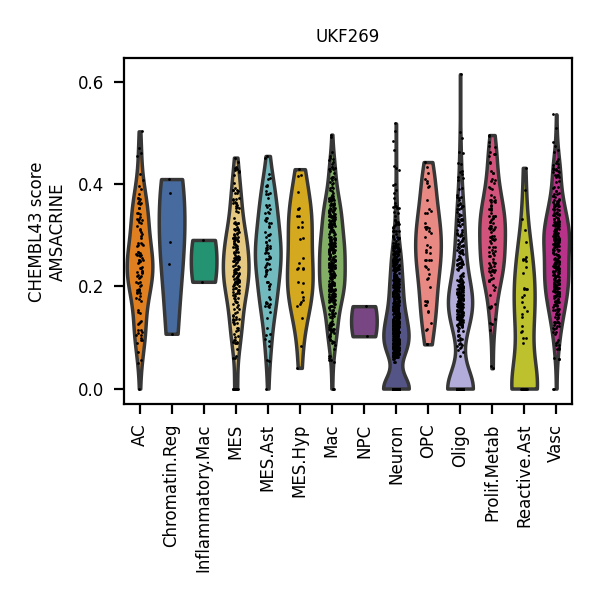 UKF269
CHEMBL43 score
AMSACRINE
0.6
0.4
0.2
0.0
AC
Chromatin.Reg
Inflammatory.Mac
MES
MES.Ast
MES.Hyp
Mac
NPC
Neuron
OPC
Oligo
Prolif.Metab
Reactive.Ast
Vasc